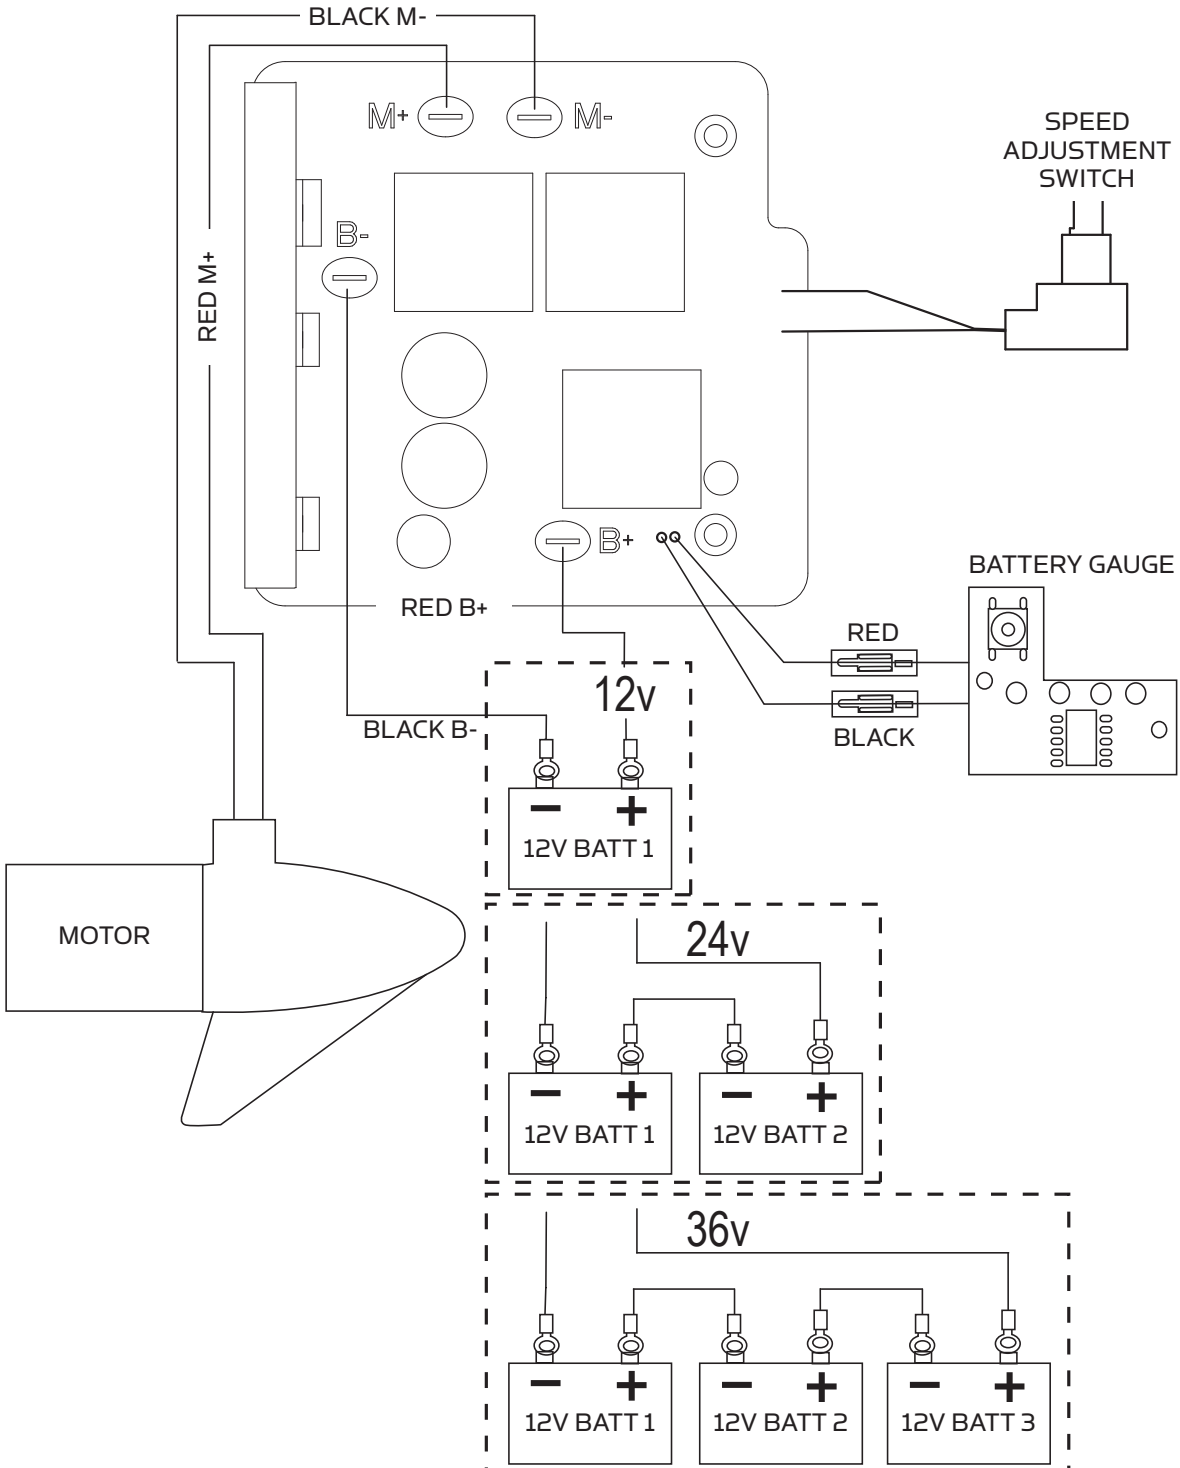 BLACK M-
M+
M-
SPEED
ADJUSTMENT
SWITCH
B-
RED M+
B+
RED B+
BATTERY GAUGE
RED
12v
BLACK B-
BLACK
− +
12V BATT 1
MOTOR
24v
− + − +
12V BATT 1 12V BATT 2
36v
− + − + − +
12V BATT 1 12V BATT 2 12V BATT 3